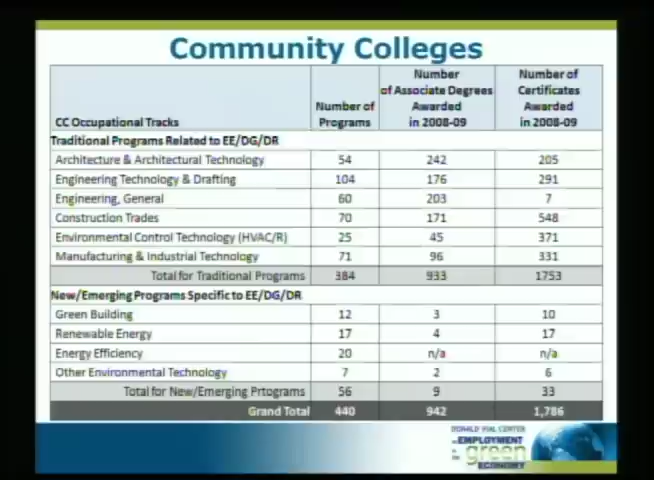 Community Colleges
CC Occupational Tracks Number of Programs Number of Associate Degrees Awarded in 2008-09 Number of Certificates Awarded in 2008-09
Traditional Programs Related to EE/DG/DR
Architecture & Architectural Technology 54 242 205
Engineering Technology & Drafting 104 176 291
Engineering, General 60 203 7
Construction Trades 70 171 548
Environmental Control Technology (HVAC/R) 25 45 371
Manufacturing & Industrial Technology 71 96 331
Total for Traditional Programs 384 933 1753
New/Emerging Programs Specific to EE/DG/DR
Green Building 12 3 10
Renewable Energy 17 4 17
Energy Efficiency 20 n/a n/a
Other Environmental Technology 7 2 6
Total for New/Emerging Prtograms 56 9 33
Grand Total 440 942 1,786
DONALD VIAL CENTER
EMPLOYMENT
green
ECONOMY